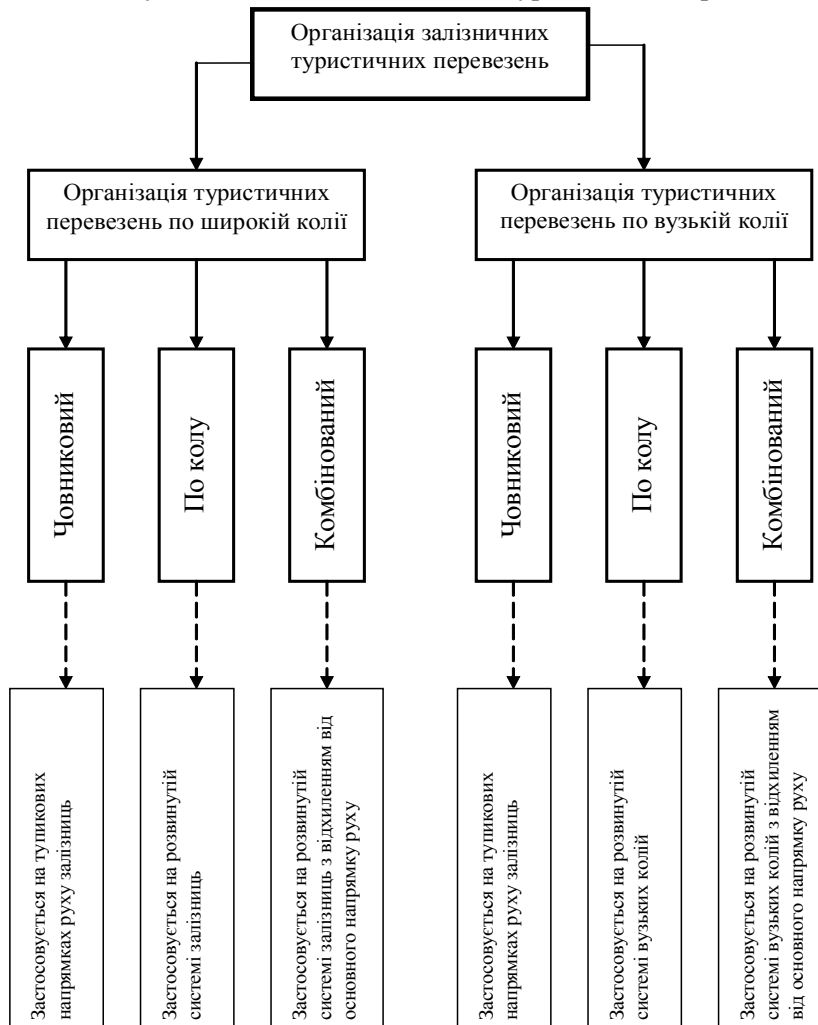 Організація залізничних
туристичних перевезень
Організація туристичних
перевезень по широкій колії
Організація туристичних
перевезень по вузькій колії
Човниковий
По колу
Комбінований
Човниковий
По колу
Комбінований
Застосовується на тупикових
напрямках руху залізниць
Застосовується на розвинутій
системі залізниць
Застосовується на розвинутій
системі залізниць з відхиленням від
основного напрямку руху
Застосовується на тупикових
напрямках руху залізниць
Застосовується на розвинутій
системі вузьких колій
Застосовується на розвинутій
системі вузьких колій з відхиленням
від основного напрямку руху